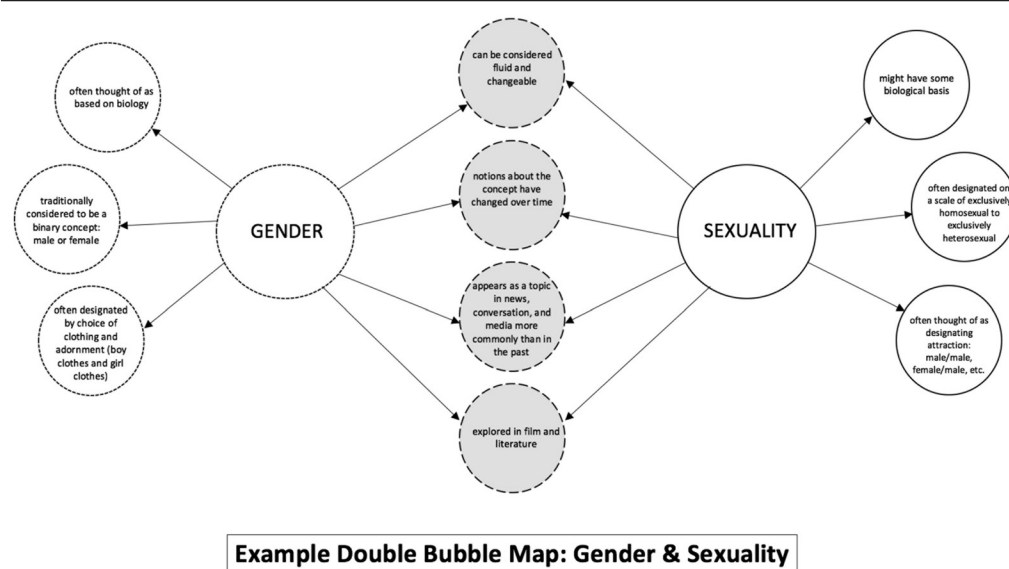 can be considered
fluid and
changeable
often thought of as
based on biology
might have some
biological basis
notions about the
concept have
changed over time
traditionally
considered to be a
binary concept:
male or female
GENDER
SEXUALITY
often designated on
a scale of exclusively
homosexual to
exclusively
heterosexual
appears as a topic
in news,
conversation, and
media more
commonly than in
the past
often designated
by choice of
clothing and
adornment (boy
clothes and girl
clothes)
often thought of as
designating
attraction:
male/male,
female/male, etc.
explored in film and
literature
Example Double Bubble Map: Gender & Sexuality